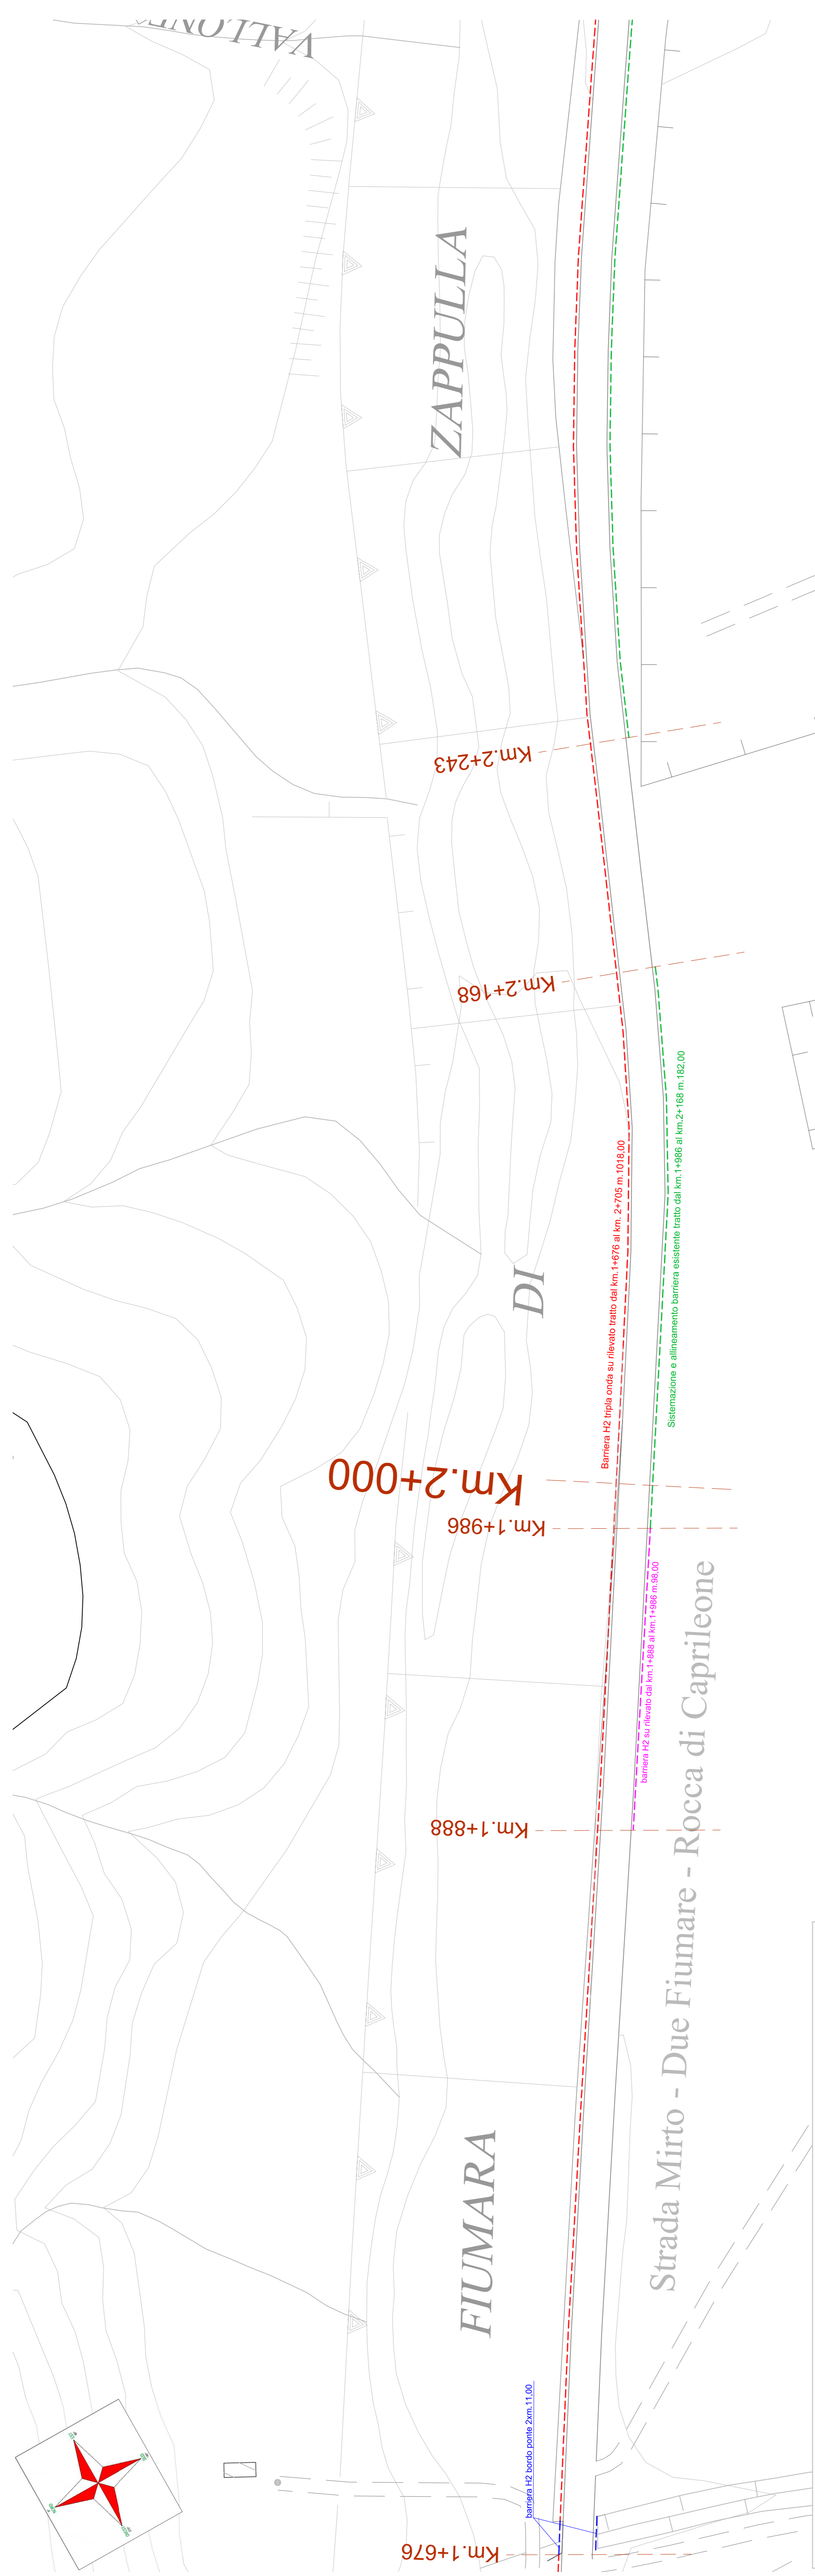 VALLONE
ZAPPULLA
Km.2+243
Km.2+168
Sistemazione e allineamento barriera esistente tratto dal km.1+986 al km.2+168 m.182,00
Barriera H2 tripla onda su rilevato tratto dal km.1+676 al km. 2+705 m.1018,00
DI
Km.2+000
Km.1+986
barriera H2 su rilevato dal km.1+888 al km.1+986 m.98,00
Strada Mirto - Due Fiumare - Rocca di Caprileone
Km.1+888
FIUMARA
barriera H2 bordo ponte 2xm.11,00
Km.1+676